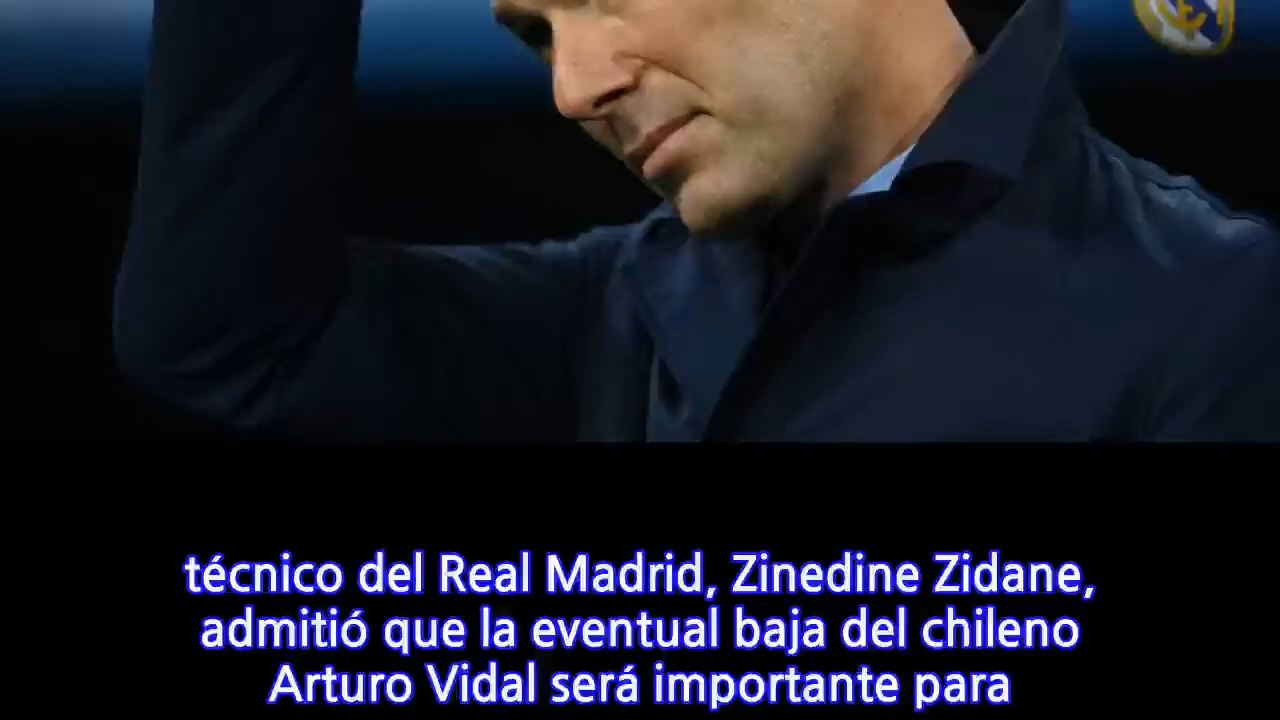 técnico del Real Madrid, Zinedine Zidane,
admitió que la eventual baja del chileno
Arturo Vidal será importante para